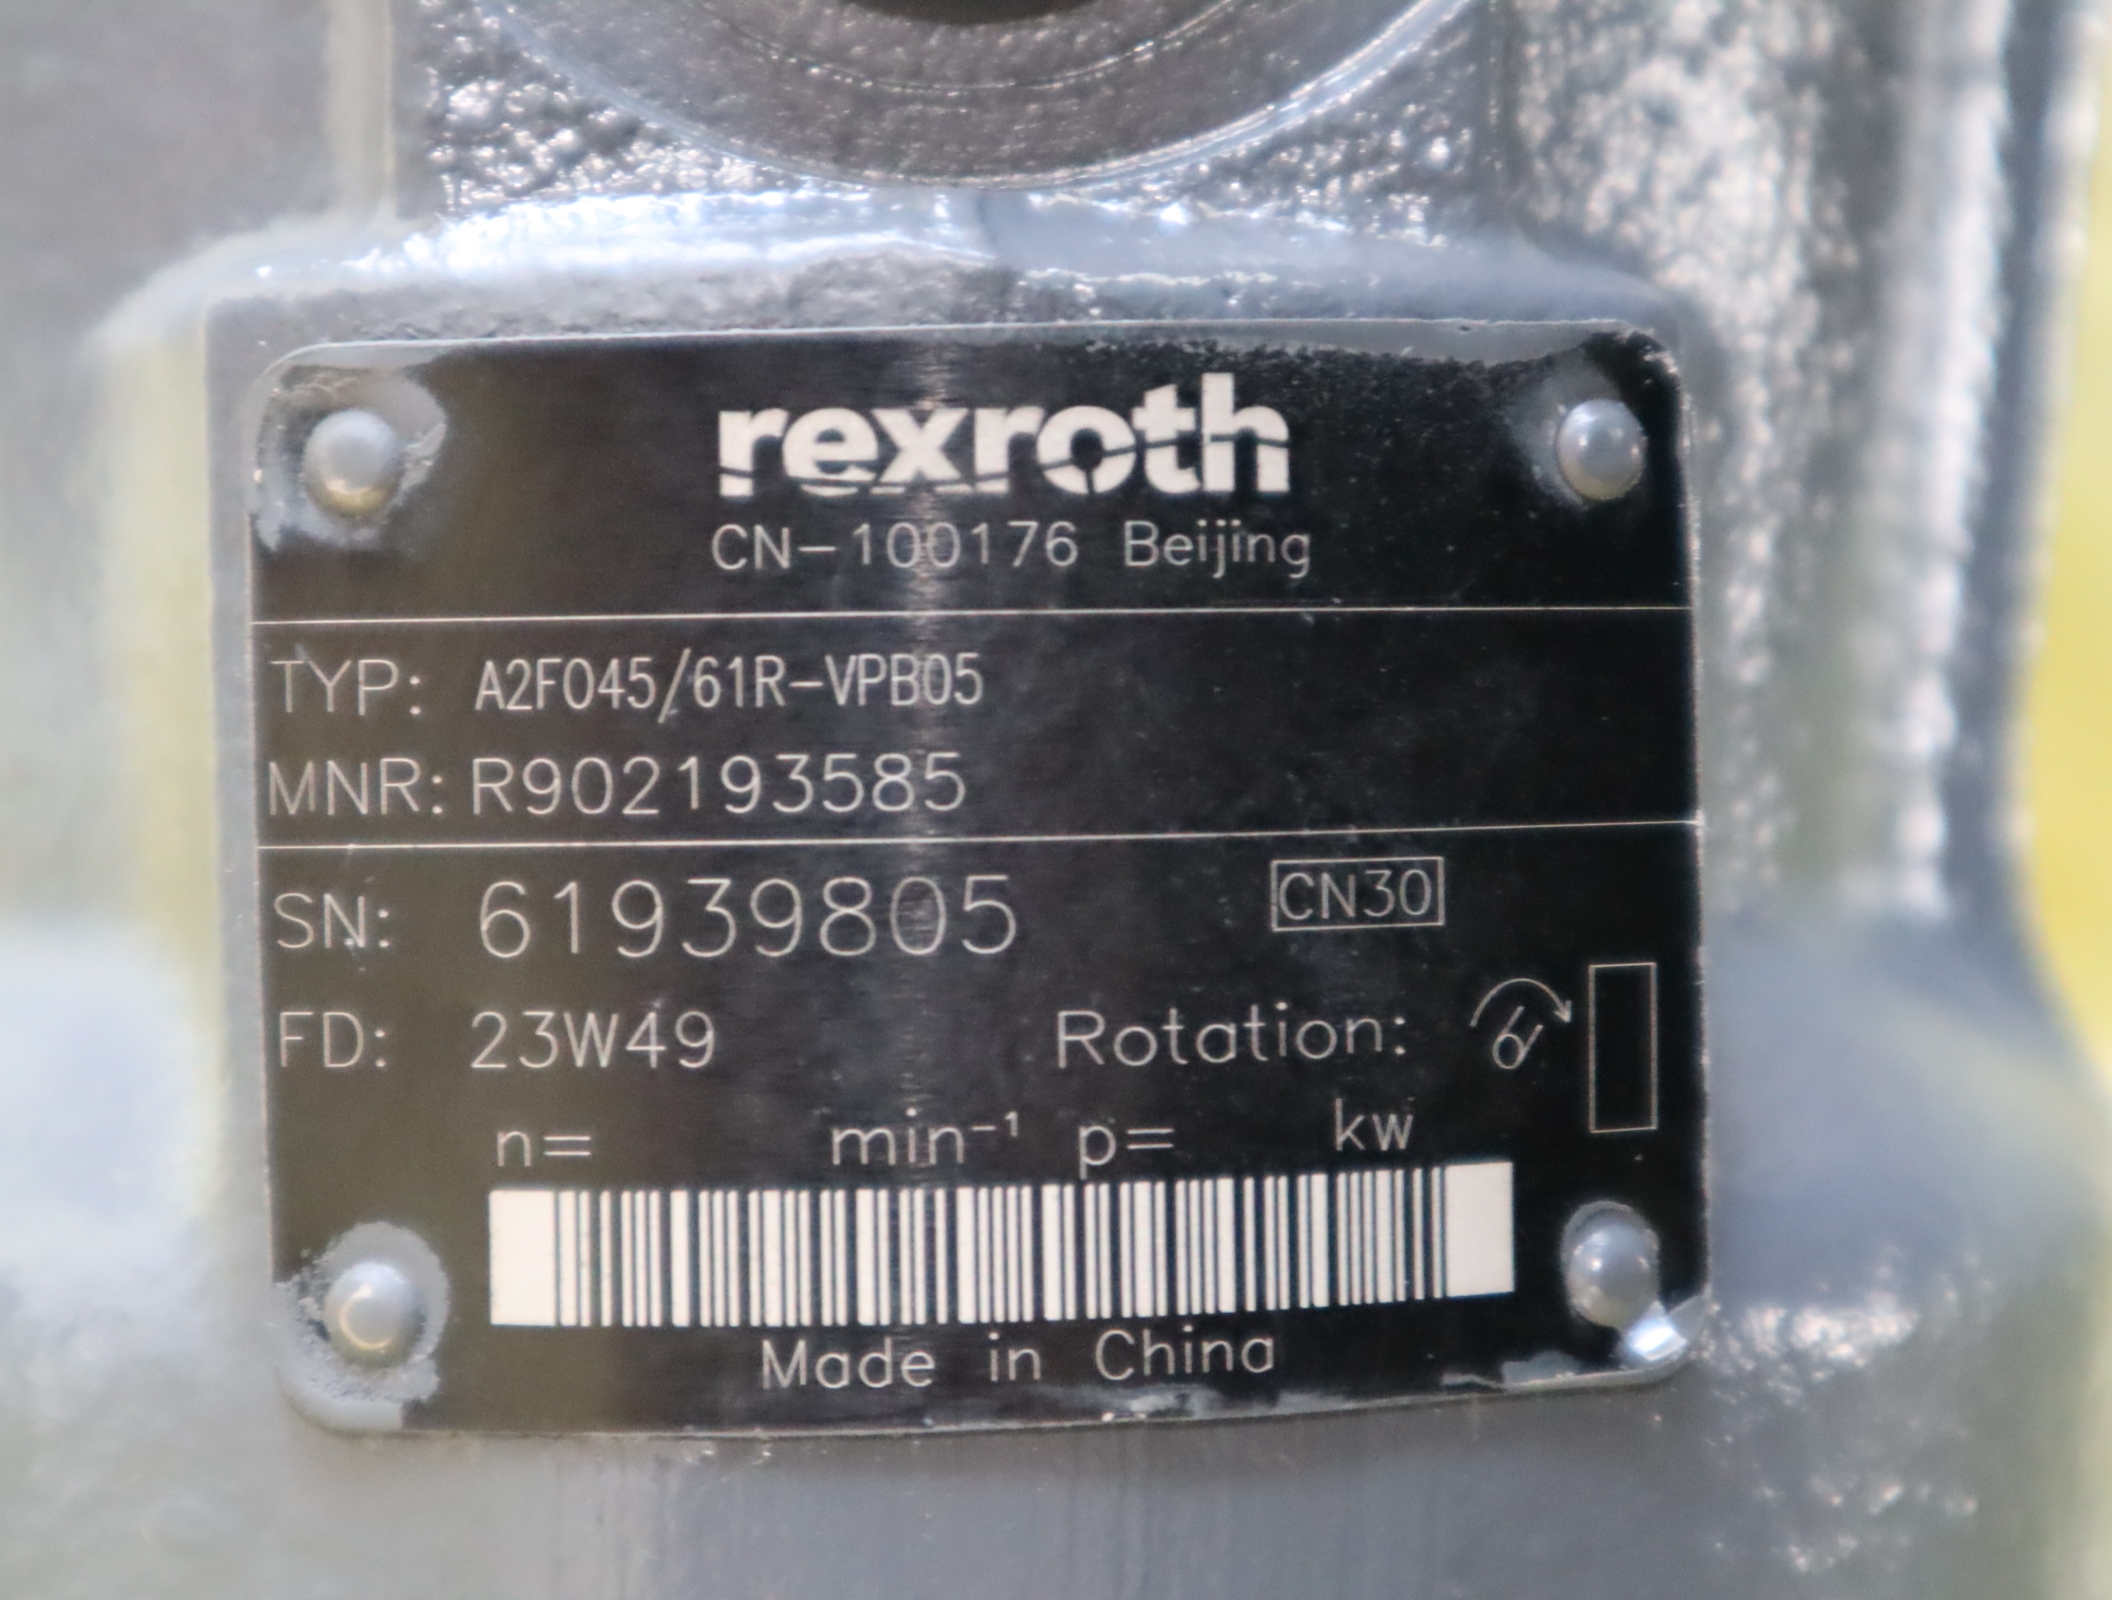 rexroth
CN-100176 Beijing
TYP: A2FO45/61R-VPB05
MNR: R902193585
SN: 61939805 CN30
FD: 23W49 Rotation:
n= min⁻¹ p= kw
Made in China